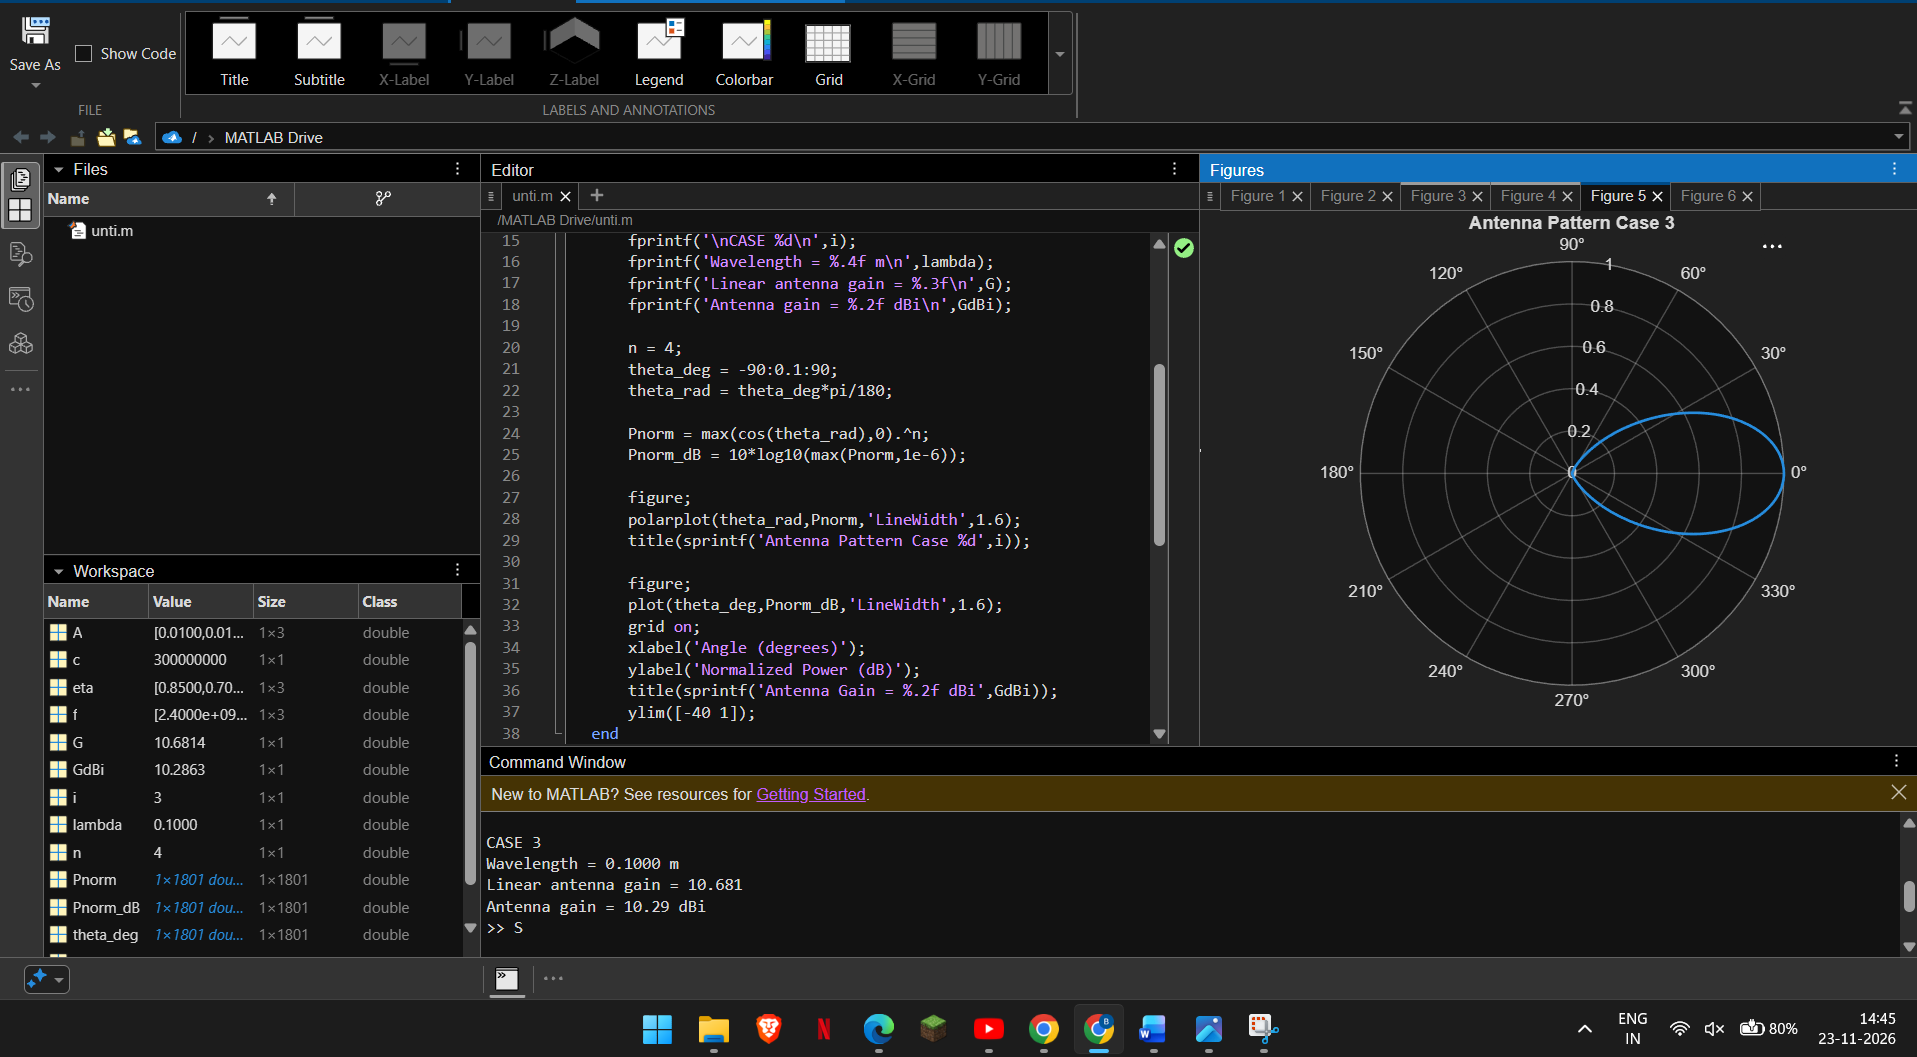 Save As
Show Code
FILE
Title
Subtitle
X-Label
Y-Label
Z-Label
Legend
Colorbar
Grid
X-Grid
Y-Grid
LABELS AND ANNOTATIONS
/ › MATLAB Drive
Files
Name
unti.m
Workspace
Name Value Size Class
A [0.0100,0.01... 1×3 double
c 300000000 1×1 double
eta [0.8500,0.70... 1×3 double
f [2.4000e+09... 1×3 double
G 10.6814 1×1 double
GdBi 10.2863 1×1 double
i 3 1×1 double
lambda 0.1000 1×1 double
n 4 1×1 double
Pnorm 1×1801 dou... 1×1801 double
Pnorm_dB 1×1801 dou... 1×1801 double
theta_deg 1×1801 dou... 1×1801 double
Editor
unti.m
/MATLAB Drive/unti.m
15 fprintf('\nCASE %d\n',i);
16 fprintf('Wavelength = %.4f m\n',lambda);
17 fprintf('Linear antenna gain = %.3f\n',G);
18 fprintf('Antenna gain = %.2f dBi\n',GdBi);
19
20 n = 4;
21 theta_deg = -90:0.1:90;
22 theta_rad = theta_deg*pi/180;
23
24 Pnorm = max(cos(theta_rad),0).^n;
25 Pnorm_dB = 10*log10(max(Pnorm,1e-6));
26
27 figure;
28 polarplot(theta_rad,Pnorm,'LineWidth',1.6);
29 title(sprintf('Antenna Pattern Case %d',i));
30
31 figure;
32 plot(theta_deg,Pnorm_dB,'LineWidth',1.6);
33 grid on;
34 xlabel('Angle (degrees)');
35 ylabel('Normalized Power (dB)');
36 title(sprintf('Antenna Gain = %.2f dBi',GdBi));
37 ylim([-40 1]);
38 end
Figures
Figure 1 Figure 2 Figure 3 Figure 4 Figure 5 Figure 6
Antenna Pattern Case 3
90°
120° 1 60°
0.8
150° 0.6 30°
0.4
0.2
180° 0 0°
210° 330°
240° 300°
270°
Command Window
New to MATLAB? See resources for Getting Started.
CASE 3
Wavelength = 0.1000 m
Linear antenna gain = 10.681
Antenna gain = 10.29 dBi
>> S
ENG
IN
80%
14:45
23-11-2026